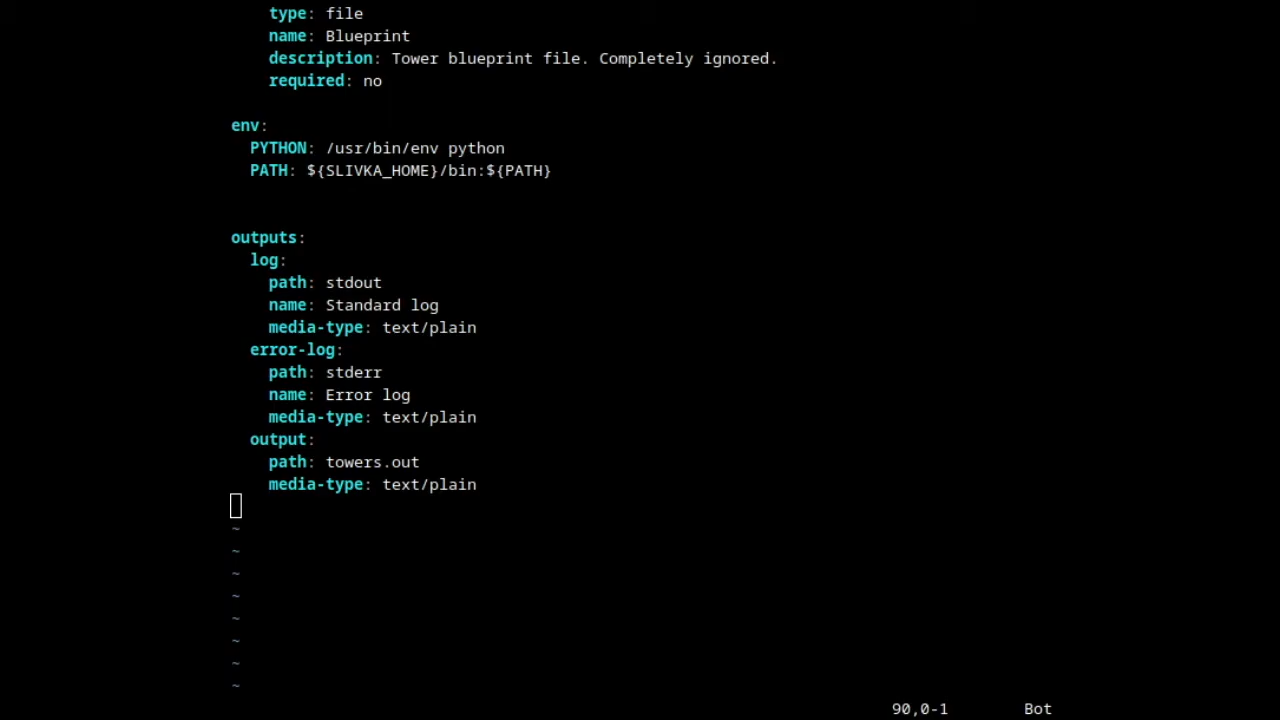 type: file
name: Blueprint
description: Tower blueprint file. Completely ignored.
required: no
env:
PYTHON: /usr/bin/env python
PATH: ${SLIVKA_HOME}/bin:${PATH}
outputs:
log:
path: stdout
name: Standard log
media-type: text/plain
error-log:
path: stderr
name: Error log
media-type: text/plain
output:
path: towers.out
media-type: text/plain
~
~
~
~
~
~
~
~
90,0-1 Bot